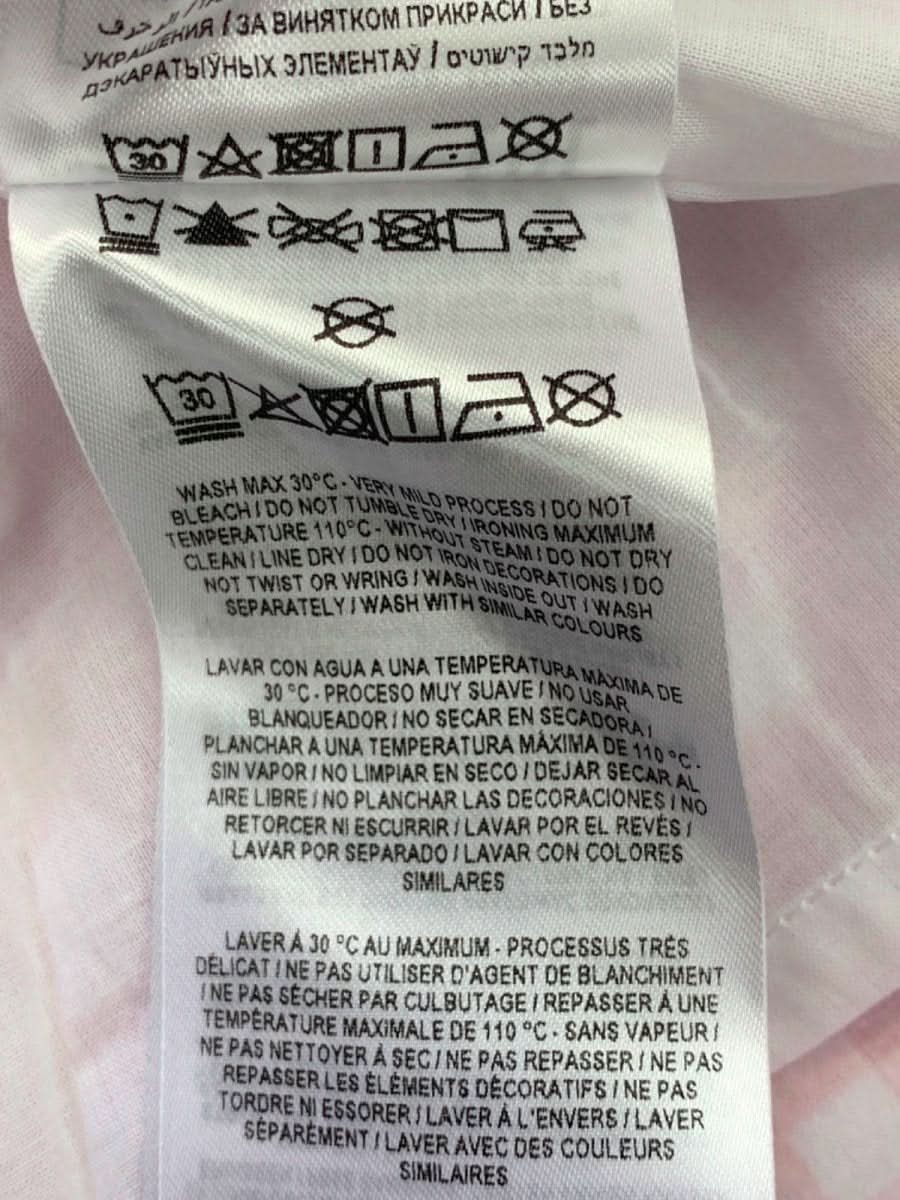 الزخرف
УКРАШЕНИЯ / ЗА ВИНЯТКОМ ПРИКРАСИ / БЕЗ
ДЭКАРАТЫЎНЫХ ЭЛЕМЕНТАЎ / מלבד קישוטים
30
30
WASH MAX 30°C - VERY MILD PROCESS / DO NOT
BLEACH / DO NOT TUMBLE DRY / IRONING MAXIMUM
TEMPERATURE 110°C - WITHOUT STEAM / DO NOT DRY
CLEAN / LINE DRY / DO NOT IRON DECORATIONS / DO
NOT TWIST OR WRING / WASH INSIDE OUT / WASH
SEPARATELY / WASH WITH SIMILAR COLOURS
LAVAR CON AGUA A UNA TEMPERATURA MÁXIMA DE
30 °C - PROCESO MUY SUAVE / NO USAR
BLANQUEADOR / NO SECAR EN SECADORA /
PLANCHAR A UNA TEMPERATURA MÁXIMA DE 110 °C -
SIN VAPOR / NO LIMPIAR EN SECO / DEJAR SECAR AL
AIRE LIBRE / NO PLANCHAR LAS DECORACIONES / NO
RETORCER NI ESCURRIR / LAVAR POR EL REVÉS /
LAVAR POR SEPARADO / LAVAR CON COLORES
SIMILARES
LAVER À 30 °C AU MAXIMUM - PROCESSUS TRÈS
DÉLICAT / NE PAS UTILISER D'AGENT DE BLANCHIMENT
/ NE PAS SÉCHER PAR CULBUTAGE / REPASSER À UNE
TEMPÉRATURE MAXIMALE DE 110 °C - SANS VAPEUR /
NE PAS NETTOYER À SEC / NE PAS REPASSER / NE PAS
REPASSER LES ÉLÉMENTS DÉCORATIFS / NE PAS
TORDRE NI ESSORER / LAVER À L'ENVERS / LAVER
SÉPARÉMENT / LAVER AVEC DES COULEURS
SIMILAIRES